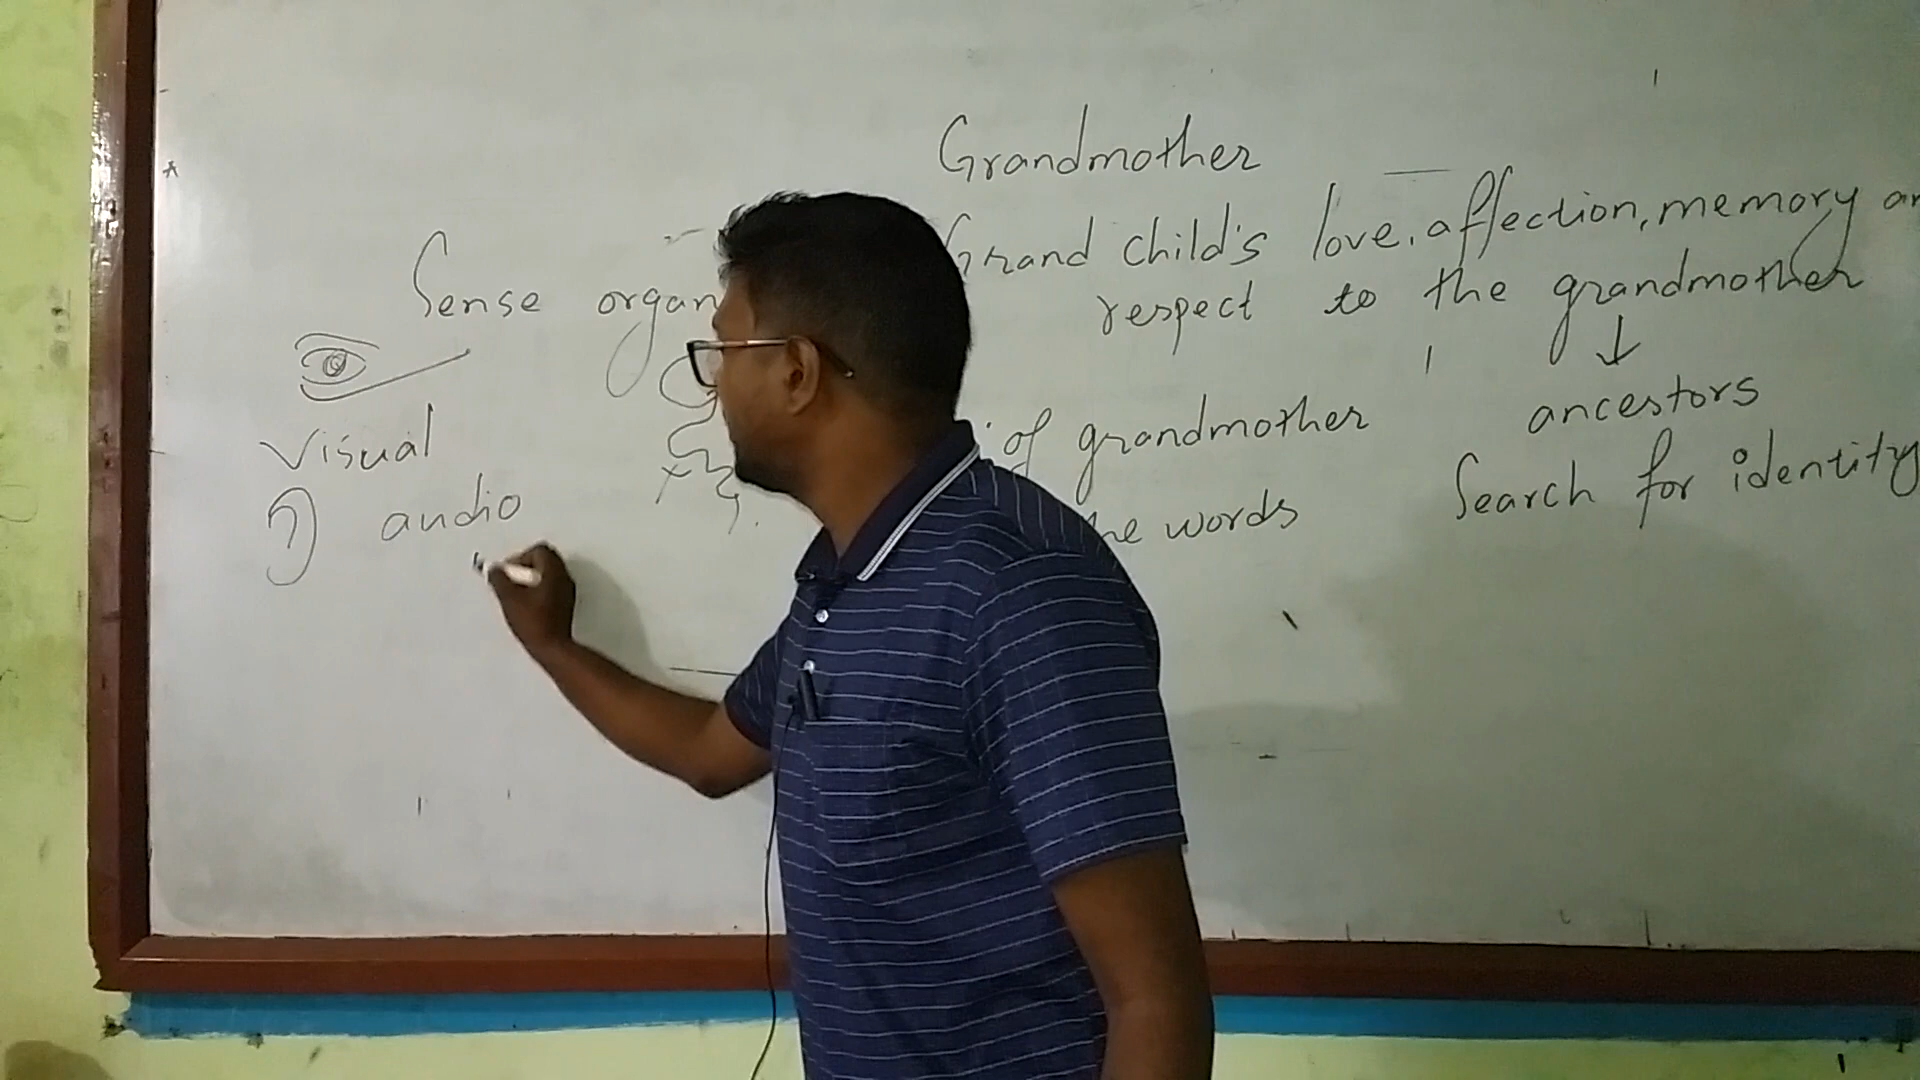 Grandmother
Grand child's love, affection, memory
respect to the grandmother
ancestors
Search for identity
of grandmother
words
Sense organ
Visual
audio